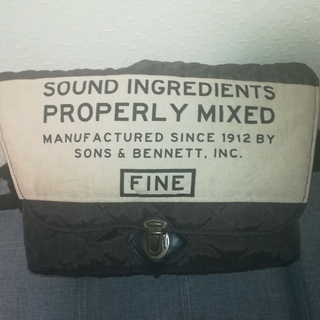 SOUND INGREDIENTS
PROPERLY MIXED
MANUFACTURED SINCE 1912 BY
SONS & BENNETT, INC.
FINE